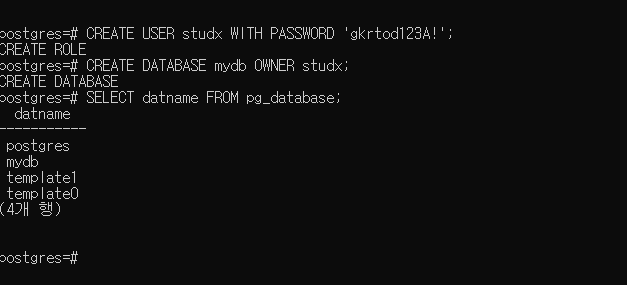 postgres=# CREATE USER studx WITH PASSWORD 'gkrtod123A!';
CREATE ROLE
postgres=# CREATE DATABASE mydb OWNER studx;
CREATE DATABASE
postgres=# SELECT datname FROM pg_database;
  datname
-----------
 postgres
 mydb
 template1
 template0
(4개 행)
postgres=#